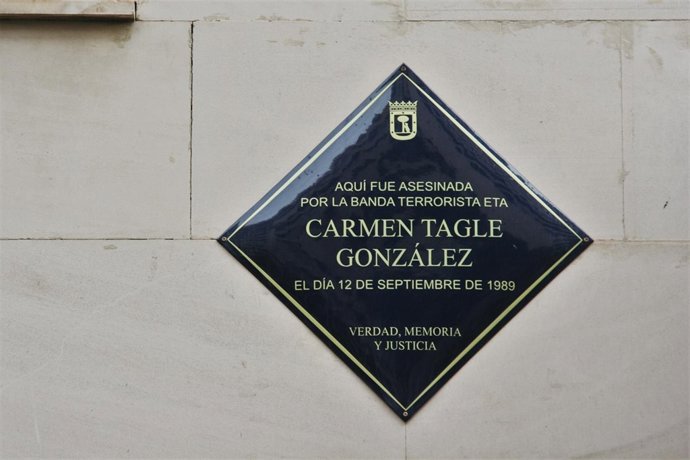 AQUÍ FUE ASESINADA
POR LA BANDA TERRORISTA ETA
CARMEN TAGLE
GONZÁLEZ
EL DÍA 12 DE SEPTIEMBRE DE 1989
VERDAD, MEMORIA
Y JUSTICIA